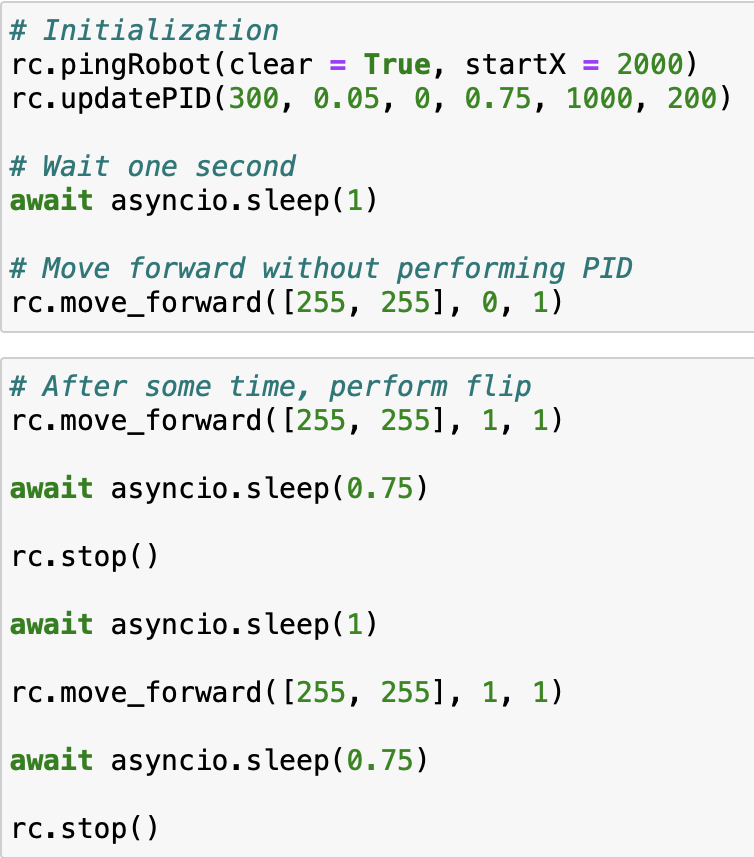 # Initialization
rc.pingRobot(clear = True, startX = 2000)
rc.updatePID(300, 0.05, 0, 0.75, 1000, 200)
# Wait one second
await asyncio.sleep(1)
# Move forward without performing PID
rc.move_forward([255, 255], 0, 1)
# After some time, perform flip
rc.move_forward([255, 255], 1, 1)
await asyncio.sleep(0.75)
rc.stop()
await asyncio.sleep(1)
rc.move_forward([255, 255], 1, 1)
await asyncio.sleep(0.75)
rc.stop()